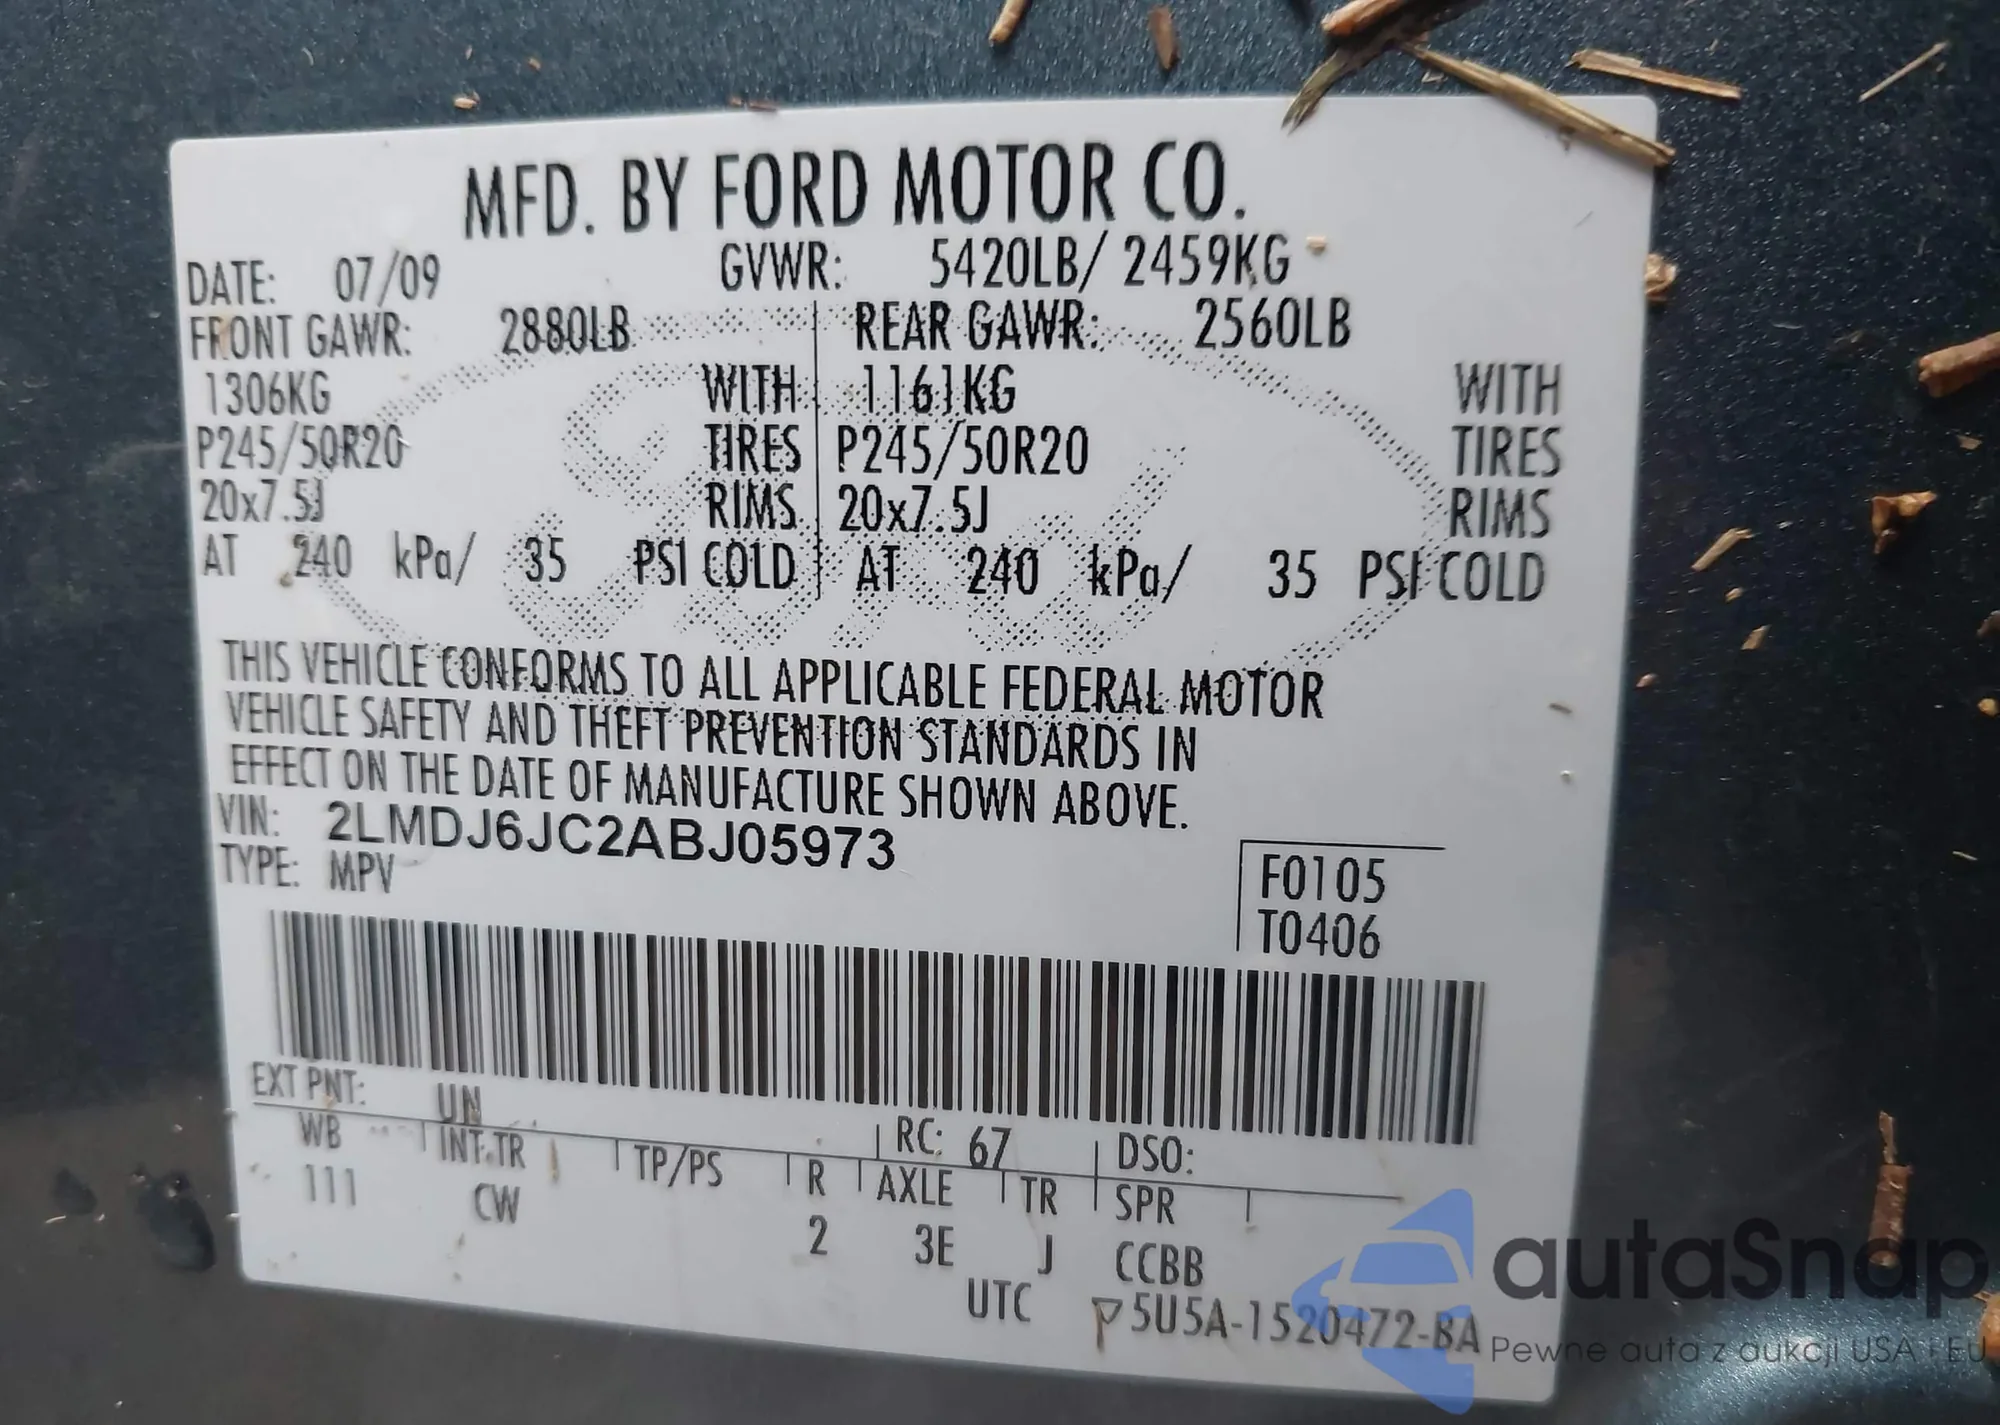 MFD. BY FORD MOTOR CO.
DATE: 07/09 GVWR: 5420LB/ 2459KG
FRONT GAWR: 2880LB REAR GAWR: 2560LB
1306KG WITH 1161KG WITH
P245/50R20 TIRES P245/50R20 TIRES
20x7.5J RIMS 20x7.5J RIMS
AT 240 kPa/ 35 PSI COLD AT 240 kPa/ 35 PSI COLD
THIS VEHICLE CONFORMS TO ALL APPLICABLE FEDERAL MOTOR
VEHICLE SAFETY AND THEFT PREVENTION STANDARDS IN
EFFECT ON THE DATE OF MANUFACTURE SHOWN ABOVE.
VIN: 2LMDJ6JC2ABJ05973
TYPE: MPV
F0105
T0406
EXT PNT: UN RC: 67 DSO:
WB INT TR TP/PS R AXLE TR SPR
111 CW 2 3E J CCBB
UTC 5U5A-1520472-BA
autaSnap
Pewne auta z aukcji USA i EU